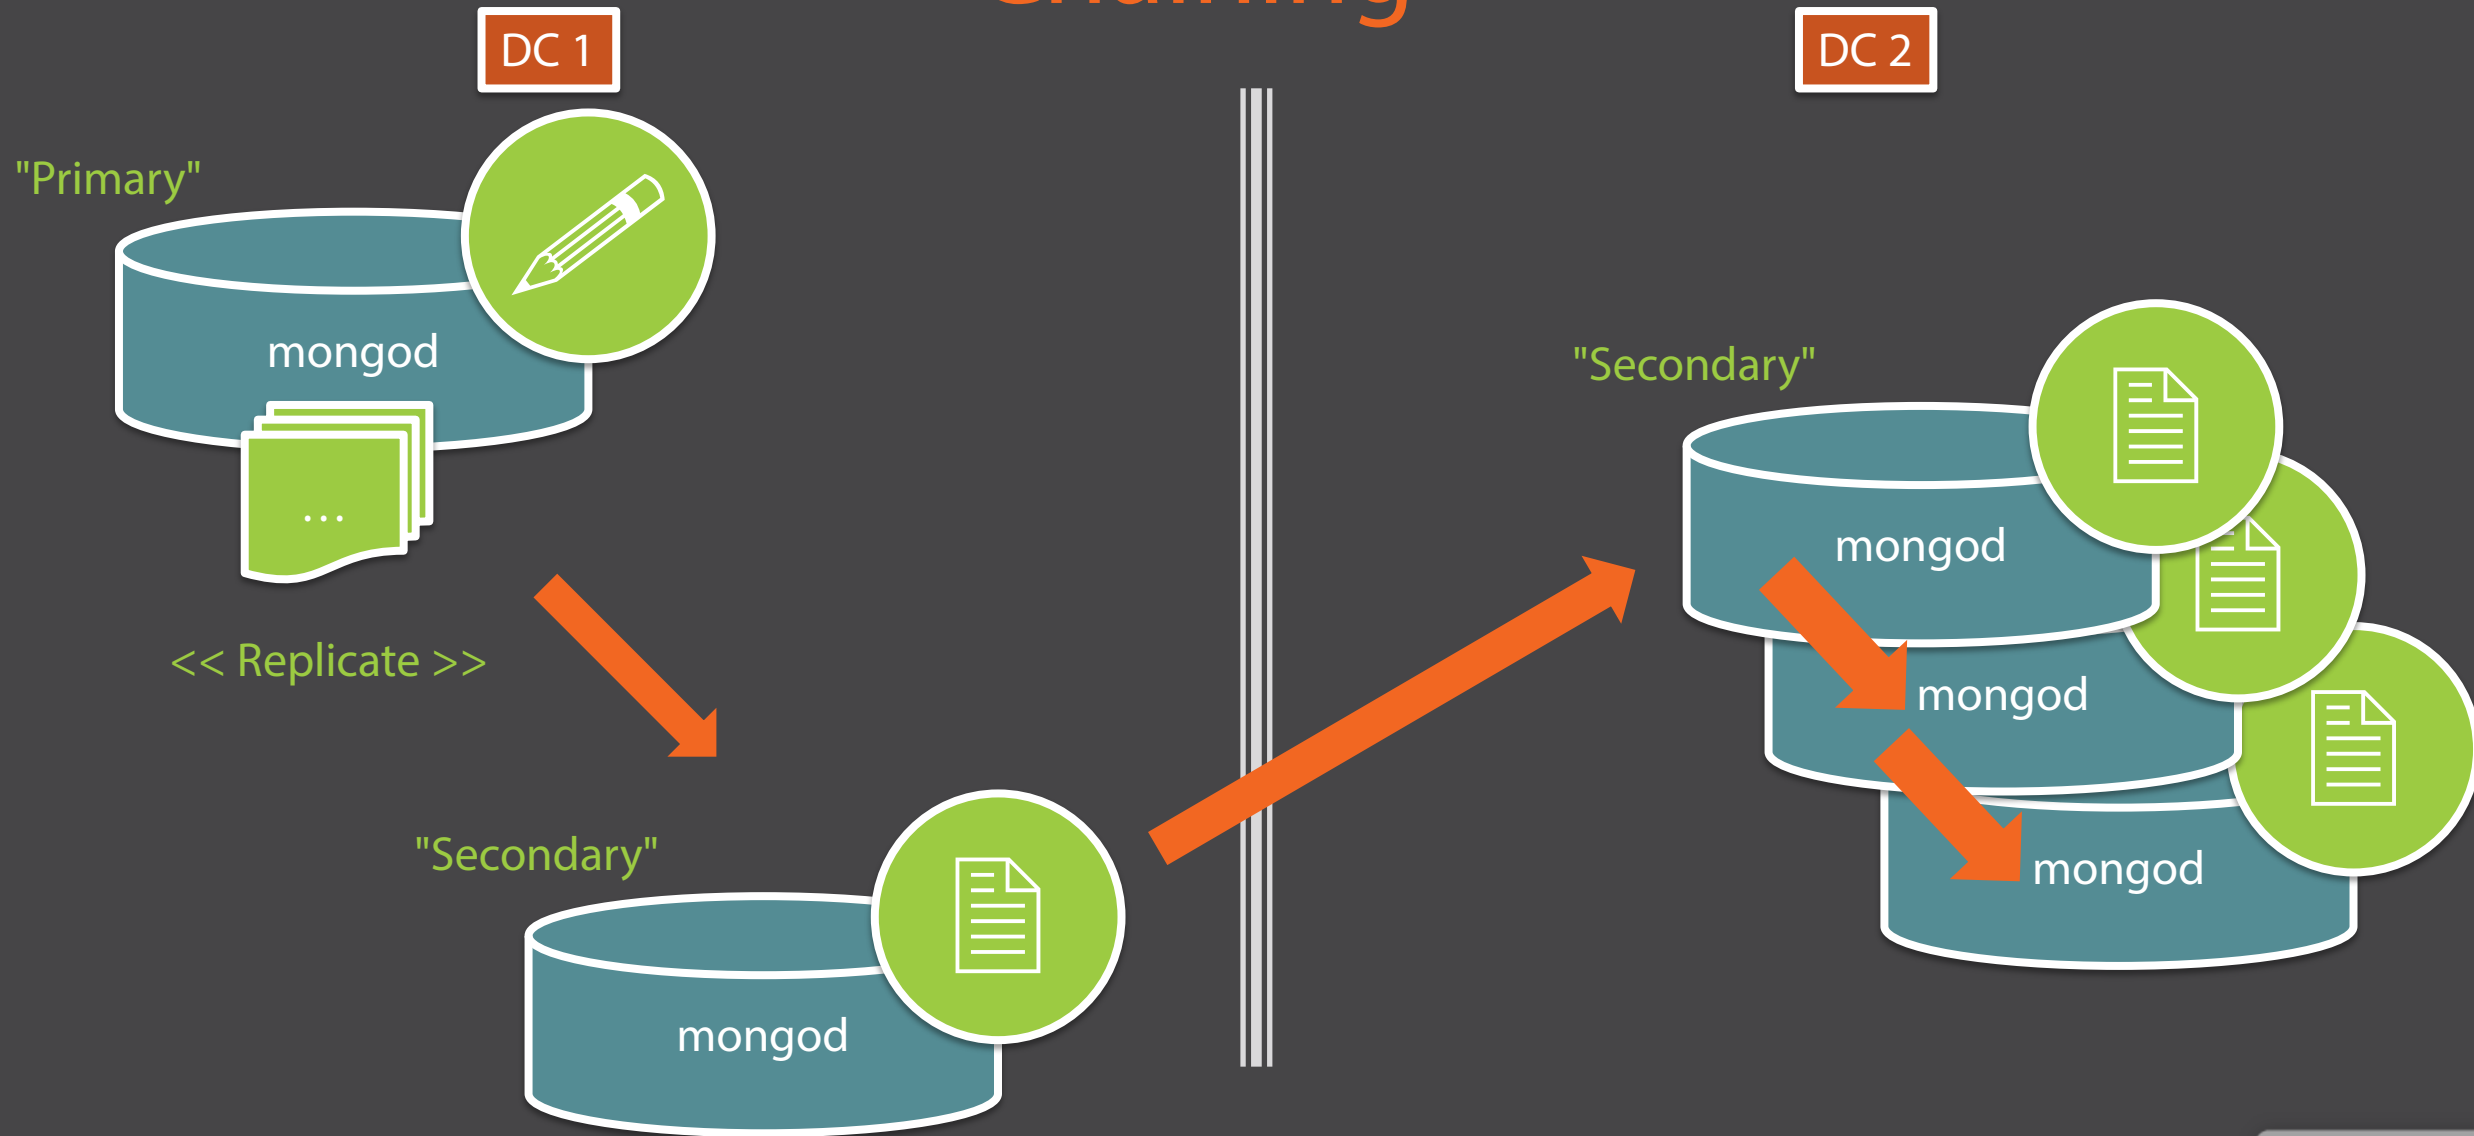 DC 1
DC 2
"Primary"
mongod
...
<< Replicate >>
"Secondary"
mongod
"Secondary"
mongod
mongod
mongod